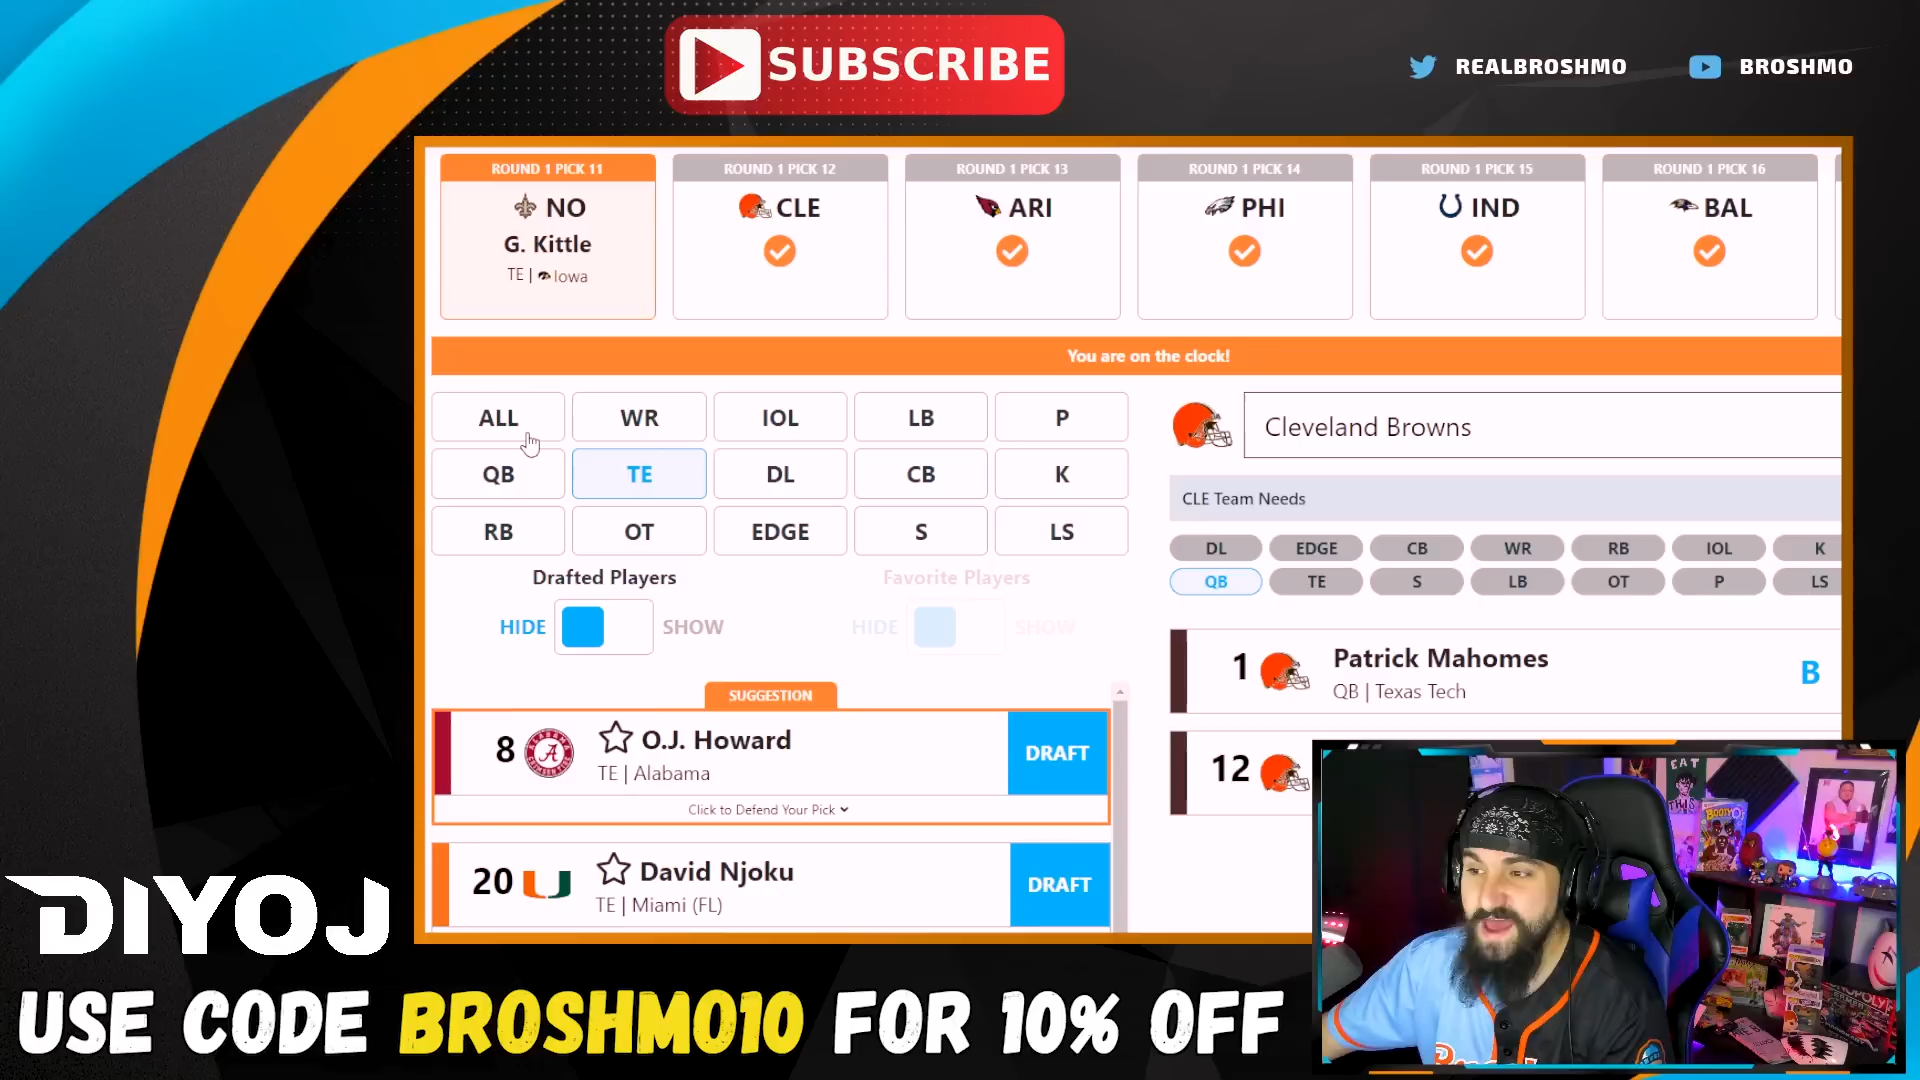 SUBSCRIBE
REALBROSHMO
BROSHMO
ROUND 1 PICK 11
NO
G. Kittle
TE | Iowa
ROUND 1 PICK 12
CLE
ROUND 1 PICK 13
ARI
ROUND 1 PICK 14
PHI
ROUND 1 PICK 15
IND
ROUND 1 PICK 16
BAL
You are on the clock!
ALL WR IOL LB P
QB TE DL CB K
RB OT EDGE S LS
Drafted Players
HIDE SHOW
Favorite Players
HIDE SHOW
SUGGESTION
8 O.J. Howard
TE | Alabama
DRAFT
Click to Defend Your Pick
20 David Njoku
TE | Miami (FL)
DRAFT
Cleveland Browns
CLE Team Needs
DL EDGE CB WR RB IOL K
QB TE S LB OT P LS
1 Patrick Mahomes
QB | Texas Tech
B
12
EAT
THIS
DIYOJ
USE CODE BROSHMO10 FOR 10% OFF